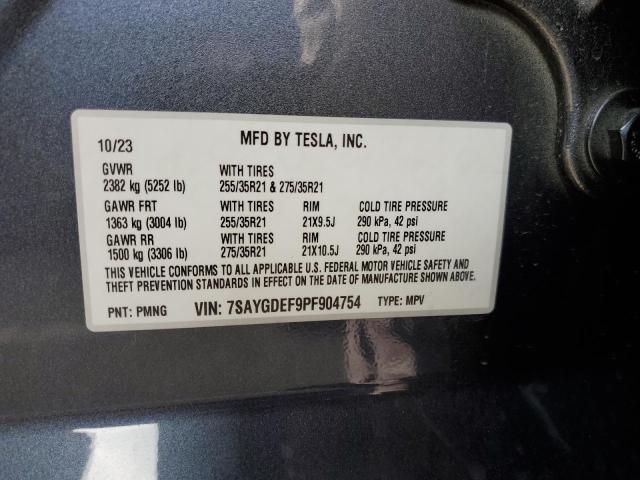 10/23 MFD BY TESLA, INC.
GVWR WITH TIRES
2382 kg (5252 lb) 255/35R21 & 275/35R21
GAWR FRT WITH TIRES RIM COLD TIRE PRESSURE
1363 kg (3004 lb) 255/35R21 21X9.5J 290 kPa, 42 psi
GAWR RR WITH TIRES RIM COLD TIRE PRESSURE
1500 kg (3306 lb) 275/35R21 21X10.5J 290 kPa, 42 psi
THIS VEHICLE CONFORMS TO ALL APPLICABLE U.S. FEDERAL MOTOR VEHICLE SAFETY AND
THEFT PREVENTION STANDARDS IN EFFECT ON THE DATE OF MANUFACTURE SHOWN ABOVE.
PNT: PMNG VIN: 7SAYGDEF9PF904754 TYPE: MPV